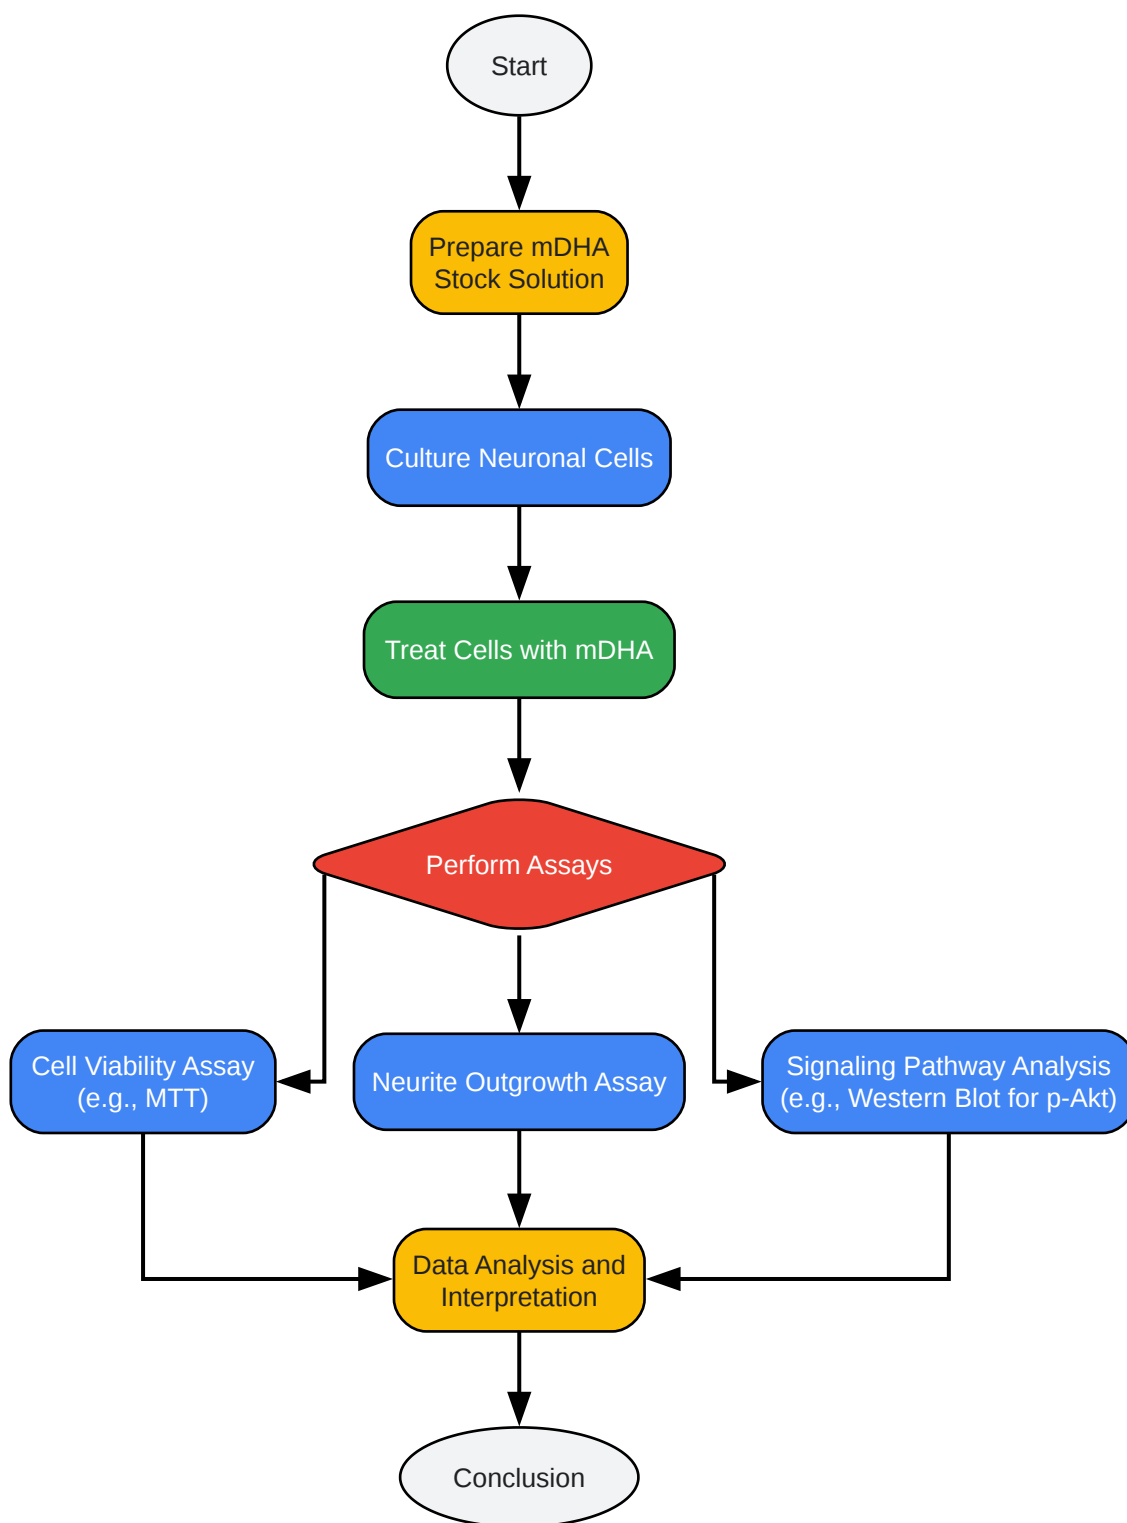 Start
Prepare mDHA
Stock Solution
Culture Neuronal Cells
Treat Cells with mDHA
Perform Assays
Cell Viability Assay
(e.g., MTT)
Neurite Outgrowth Assay
Signaling Pathway Analysis
(e.g., Western Blot for p-Akt)
Data Analysis and
Interpretation
Conclusion